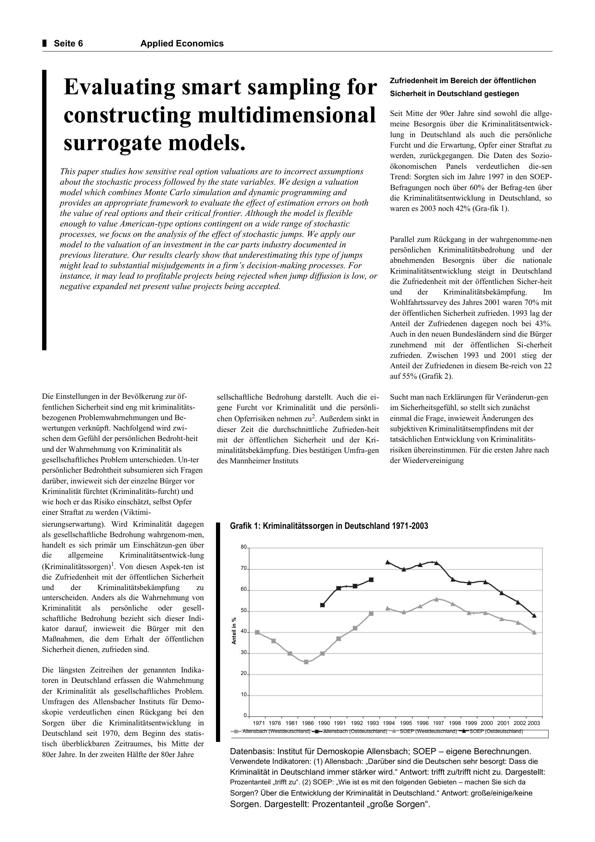 Seite 6
Applied Economics
Evaluating smart sampling for
constructing multidimensional
surrogate models.
This paper studies how sensitive real option valuations are to incorrect assumptions
about the stochastic process followed by the state variables. We design a valuation
model which combines Monte Carlo simulation and dynamic programming and
provides an appropriate framework to evaluate the effect of estimation errors on both
the value of real options and their critical frontier. Although the model is flexible
enough to value American-type options contingent on a wide range of stochastic
processes, we focus on the analysis of the effect of stochastic jumps. We apply our
model to the valuation of an investment in the car parts industry documented in
previous literature. Our results clearly show that underestimating this type of jumps
might lead to substantial misjudgements in a firm's decision-making processes. For
instance, it may lead to profitable projects being rejected when jump diffusion is low, or
negative expanded net present value projects being accepted.
Zufriedenheit im Bereich der öffentlichen
Sicherheit in Deutschland gestiegen
Seit Mitte der 90er Jahre sind sowohl die allge-
meine Besorgnis über die Kriminalitätsentwick-
lung in Deutschland als auch die persönliche
Furcht und die Erwartung, Opfer einer Straftat zu
werden, zurückgegangen. Die Daten des Sozio-
ökonomischen Panels verdeutlichen die-sen
Trend: Sorgten sich im Jahre 1997 in den SOEP-
Befragungen noch über 60% der Befrag-ten über
die Kriminalitätsentwicklung in Deutschland, so
waren es 2003 noch 42% (Gra-fik 1).
Parallel zum Rückgang in der wahrgenomme-nen
persönlichen Kriminalitätsbedrohung und der
abnehmenden Besorgnis über die nationale
Kriminalitätsentwicklung steigt in Deutschland
die Zufriedenheit mit der öffentlichen Sicher-heit
und der Kriminalitätsbekämpfung. Im
Wohlfahrtssurvey des Jahres 2001 waren 70% mit
der öffentlichen Sicherheit zufrieden. 1993 lag der
Anteil der Zufriedenen dagegen noch bei 43%.
Auch in den neuen Bundesländern sind die Bürger
zunehmend mit der öffentlichen Si-cherheit
zufrieden. Zwischen 1993 und 2001 stieg der
Anteil der Zufriedenen in diesem Be-reich von 22
auf 55% (Grafik 2).
Die Einstellungen in der Bevölkerung zur öf-
fentlichen Sicherheit sind eng mit kriminalitäts-
bezogenen Problemwahrnehmungen und Be-
wertungen verknüpft. Nachfolgend wird zwi-
schen dem Gefühl der persönlichen Bedroht-heit
und der Wahrnehmung von Kriminalität als
gesellschaftliches Problem unterschieden. Un-ter
persönlicher Bedrohtheit subsumieren sich Fragen
darüber, inwieweit sich der einzelne Bürger vor
Kriminalität fürchtet (Kriminalitäts-furcht) und
wie hoch er das Risiko einschätzt, selbst Opfer
einer Straftat zu werden (Viktimi-
sierungserwartung). Wird Kriminalität dagegen
als gesellschaftliche Bedrohung wahrgenom-men,
handelt es sich primär um Einschätzun-gen über
die allgemeine Kriminalitätsentwick-lung
(Kriminalitätssorgen)1. Von diesen Aspek-ten ist
die Zufriedenheit mit der öffentlichen Sicherheit
und der Kriminalitätsbekämpfung zu
unterscheiden. Anders als die Wahrnehmung von
Kriminalität als persönliche oder gesell-
schaftliche Bedrohung bezieht sich dieser Indi-
kator darauf, inwieweit die Bürger mit den
Maßnahmen, die dem Erhalt der öffentlichen
Sicherheit dienen, zufrieden sind.
Die längsten Zeitreihen der genannten Indika-
toren in Deutschland erfassen die Wahrnehmung
der Kriminalität als gesellschaftliches Problem.
Umfragen des Allensbacher Instituts für Demo-
skopie verdeutlichen einen Rückgang bei den
Sorgen über die Kriminalitätsentwicklung in
Deutschland seit 1970, dem Beginn des statis-
tisch überblickbaren Zeitraumes, bis Mitte der
80er Jahre. In der zweiten Hälfte der 80er Jahre
sellschaftliche Bedrohung darstellt. Auch die ei-
gene Furcht vor Kriminalität und die persönli-
chen Opferrisiken nehmen zu2. Außerdem sinkt in
dieser Zeit die durchschnittliche Zufrieden-heit
mit der öffentlichen Sicherheit und der Kri-
minalitätsbekämpfung. Dies bestätigen Umfra-gen
des Mannheimer Instituts
Sucht man nach Erklärungen für Veränderun-gen
im Sicherheitsgefühl, so stellt sich zunächst
einmal die Frage, inwieweit Änderungen des
subjektiven Kriminalitätsempfindens mit der
tatsächlichen Entwicklung von Kriminalitäts-
risiken übereinstimmen. Für die ersten Jahre nach
der Wiedervereinigung
Grafik 1: Kriminalitätssorgen in Deutschland 1971-2003
Anteil in %
80
70
60
50
40
30
20
10
0
1971 1976 1981 1986 1990 1991 1992 1993 1994 1995 1996 1997 1998 1999 2000 2001 2002 2003
Allensbach (Westdeutschland) Allensbach (Ostdeutschland) SOEP (Westdeutschland) SOEP (Ostdeutschland)
Datenbasis: Institut für Demoskopie Allensbach; SOEP – eigene Berechnungen.
Verwendete Indikatoren: (1) Allensbach: „Darüber sind die Deutschen sehr besorgt: Dass die
Kriminalität in Deutschland immer stärker wird.“ Antwort: trifft zu/trifft nicht zu. Dargestellt:
Prozentanteil „trifft zu“. (2) SOEP: „Wie ist es mit den folgenden Gebieten – machen Sie sich da
Sorgen? Über die Entwicklung der Kriminalität in Deutschland.“ Antwort: große/einige/keine
Sorgen. Dargestellt: Prozentanteil „große Sorgen“.